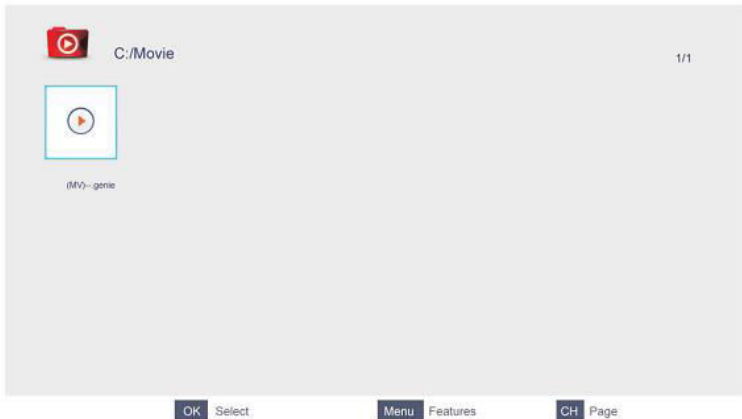 C:/Movie
1/1
(MV)--.genie
OK Select
Menu Features
CH Page